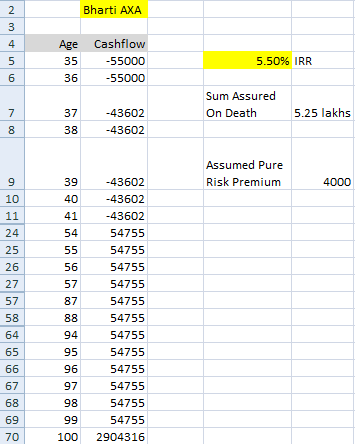 2 Bharti AXA
3
4 Age Cashflow
5 35 -55000 5.50% IRR
6 36 -55000
Sum Assured
7 37 -43602 On Death 5.25 lakhs
8 38 -43602
Assumed Pure
9 39 -43602 Risk Premium 4000
10 40 -43602
11 41 -43602
24 54 54755
25 55 54755
26 56 54755
27 57 54755
57 87 54755
58 88 54755
64 94 54755
65 95 54755
66 96 54755
67 97 54755
68 98 54755
69 99 54755
70 100 2904316